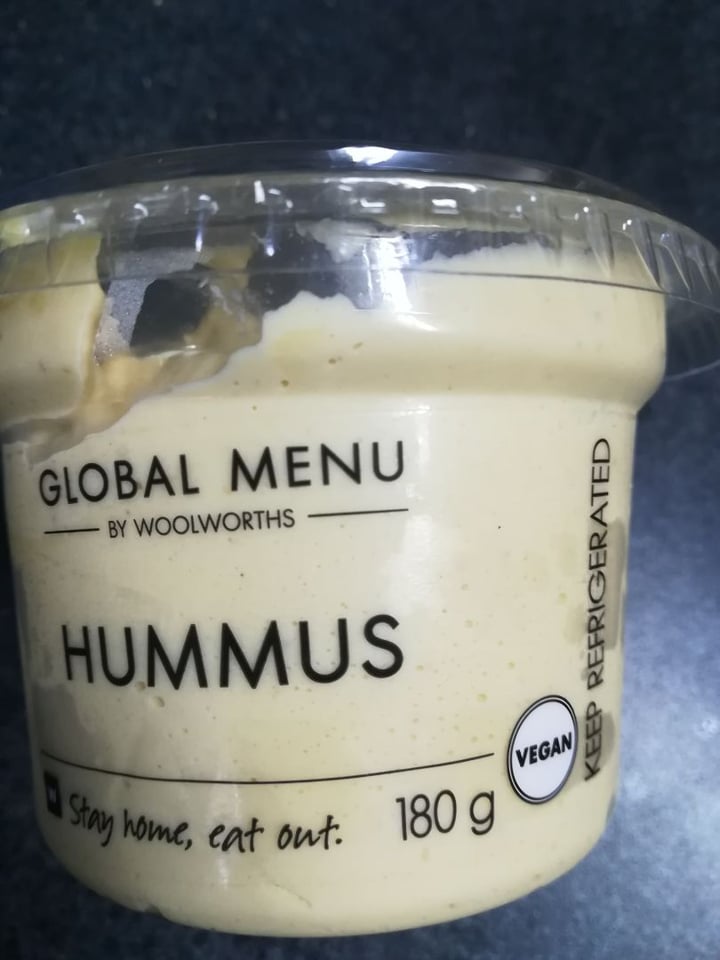 GLOBAL MENU
BY WOOLWORTHS
HUMMUS
KEEP REFRIGERATED
VEGAN
W Stay home, eat out.
180 g